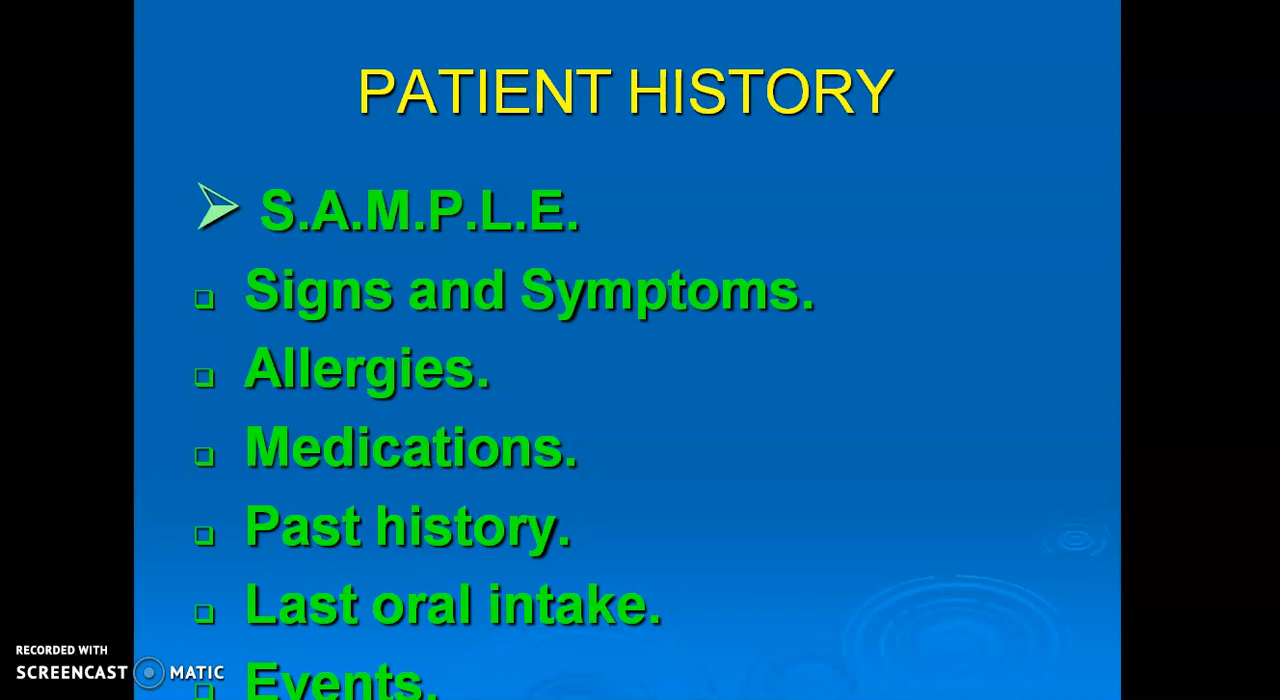 PATIENT HISTORY
S.A.M.P.L.E.
Signs and Symptoms.
Allergies.
Medications.
Past history.
Last oral intake.
Events.
RECORDED WITH
SCREENCAST MATIC